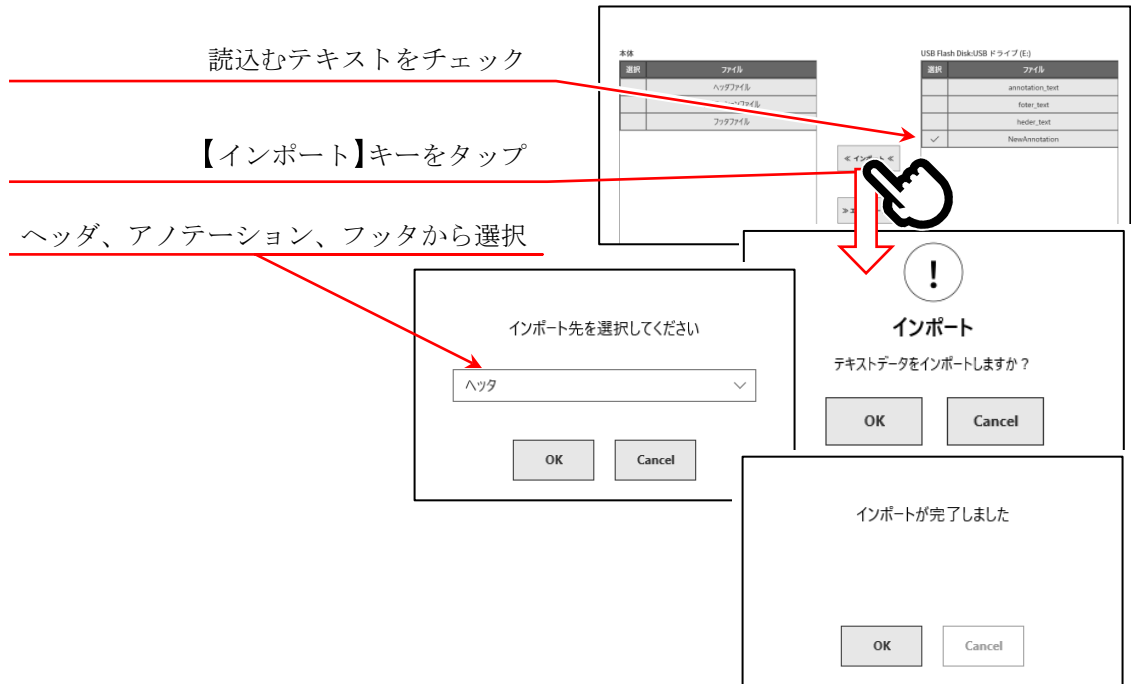 読込むテキストをチェック
【インポート】キーをタップ
ヘッダ、アノテーション、フッタから選択
本体
選択 ファイル
ヘッダファイル
フッタファイル
USB Flash Disk:USB ドライブ (E:)
選択 ファイル
annotation_text
foter_text
heder_text
NewAnnotation
≪ インポート ≪
インポート先を選択してください
ヘッタ
OK Cancel
!
インポート
テキストデータをインポートしますか？
OK Cancel
インポートが完了しました
OK Cancel